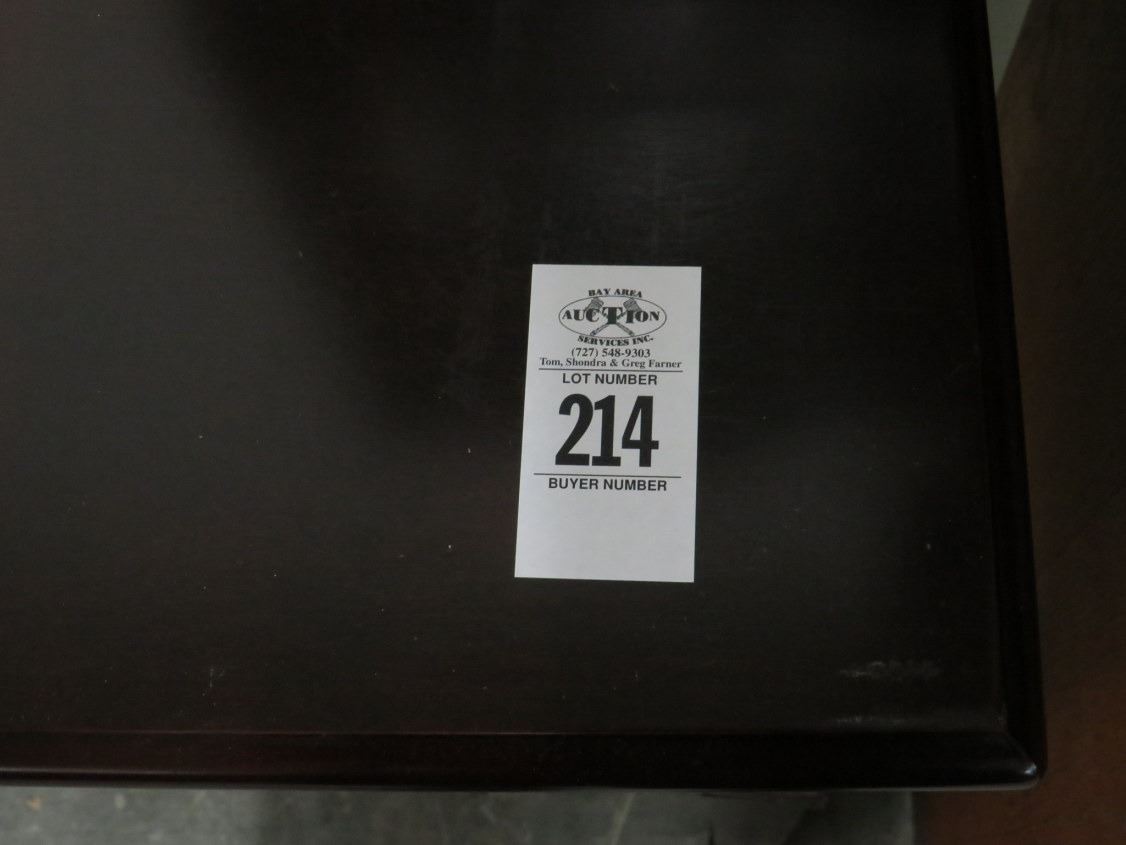 BAY AREA
AUCTION
SERVICES INC.
(727) 548-9303
Tom, Shondra & Greg Farner
LOT NUMBER
214
BUYER NUMBER